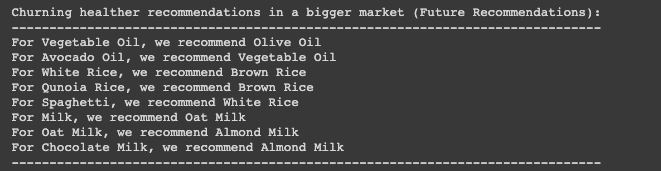 Churning healther recommendations in a bigger market (Future Recommendations):
-------------------------------------------------------------------------------
For Vegetable Oil, we recommend Olive Oil
For Avocado Oil, we recommend Vegetable Oil
For White Rice, we recommend Brown Rice
For Qunoia Rice, we recommend Brown Rice
For Spaghetti, we recommend White Rice
For Milk, we recommend Oat Milk
For Oat Milk, we recommend Almond Milk
For Chocolate Milk, we recommend Almond Milk
-------------------------------------------------------------------------------